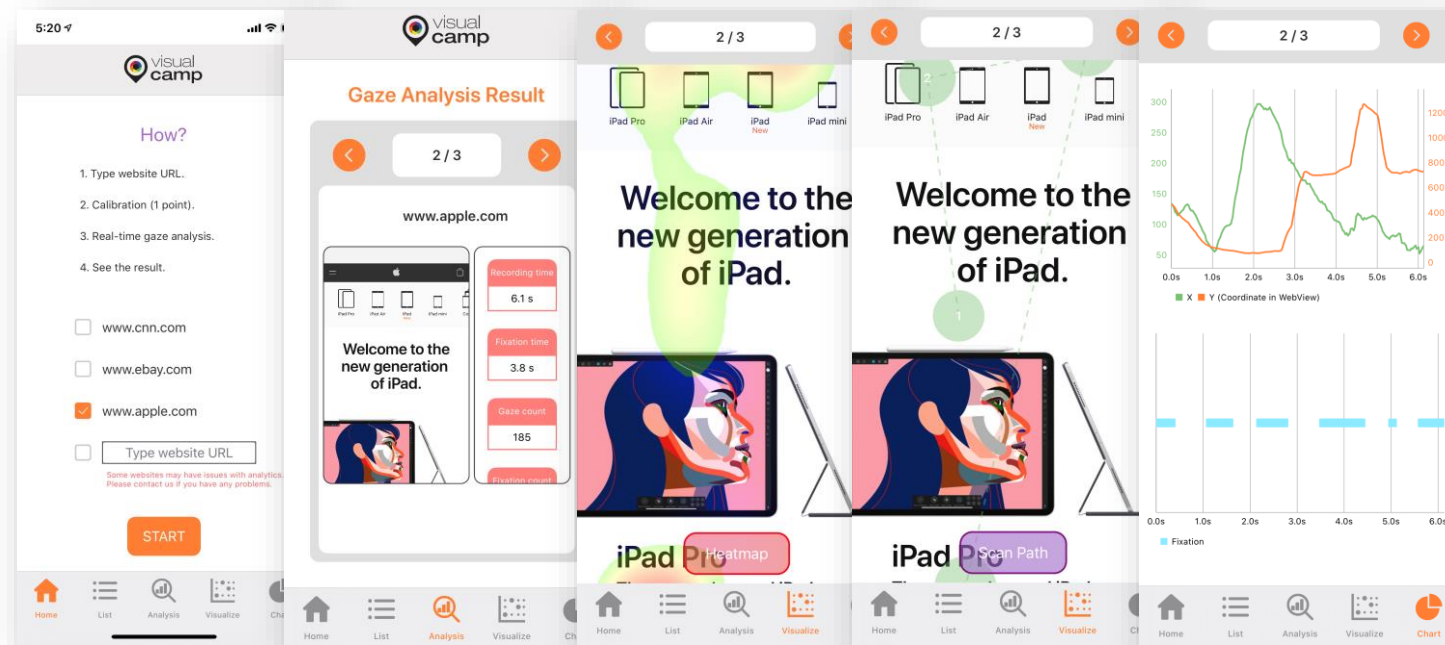 5:20
visual
camp
How?
1. Type website URL.
2. Calibration (1 point).
3. Real-time gaze analysis.
4. See the result.
www.cnn.com
www.ebay.com
www.apple.com
Type website URL
Some websites may have issues with analytics.
Please contact us if you have any problems.
START
Home
List
Analysis
Visualize
visual
camp
Gaze Analysis Result
2 / 3
www.apple.com
iPad Pro
iPad Air
iPad
New
iPad mini
Welcome to the
new generation
of iPad.
Recording time
6.1 s
Fixation time
3.8 s
Gaze count
185
Fixation count
Home
List
Analysis
Visualize
2 / 3
iPad Pro
iPad Air
iPad
New
iPad mini
Welcome to the
new generation
of iPad.
iPad Pro
Heatmap
Home
List
Analysis
Visualize
2 / 3
2
iPad Pro
iPad Air
iPad
New
iPad mini
Welcome to the
new generation
of iPad.
1
iPad Pro
Scan Path
Home
List
Analysis
Visualize
2 / 3
300
250
200
150
100
50
1200
1000
800
600
400
200
0
0.0s 1.0s 2.0s 3.0s 4.0s 5.0s 6.0s
X Y (Coordinate in WebView)
0.0s 1.0s 2.0s 3.0s 4.0s 5.0s 6.0s
Fixation
Home
List
Analysis
Visualize
Chart